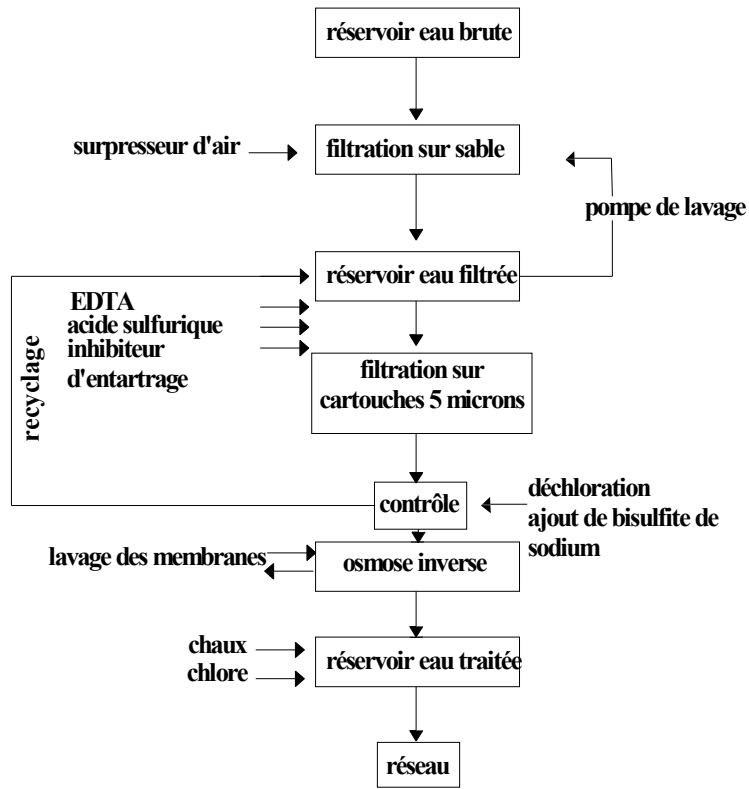 réservoir eau brute
surpresseur d'air
filtration sur sable
pompe de lavage
réservoir eau filtrée
EDTA
acide sulfurique
inhibiteur
d'entartrage
recyclage
filtration sur
cartouches 5 microns
contrôle
déchloration
ajout de bisulfite de
sodium
lavage des membranes
osmose inverse
chaux
chlore
réservoir eau traitée
réseau